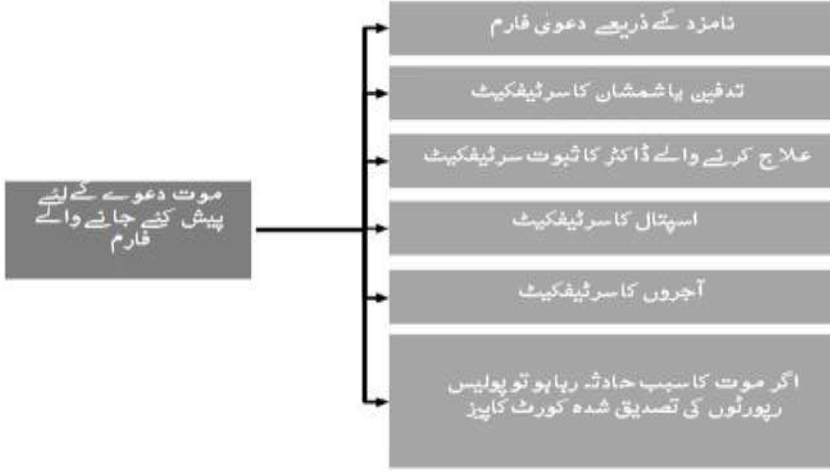 موت دعوے کے لئے
پیش کئے جانے والے
فارم
نامزد کے ذریعے دعویٰ فارم
تدفین یا شمشان کا سرٹیفکیٹ
علاج کرنے والے ڈاکٹر کا ثبوت سرٹیفکیٹ
اسپتال کا سرٹیفکیٹ
آجروں کا سرٹیفکیٹ
اگر موت کا سبب حادثہ رہا ہو تو پولیس
رپورٹوں کی تصدیق شدہ کورٹ کاپیز